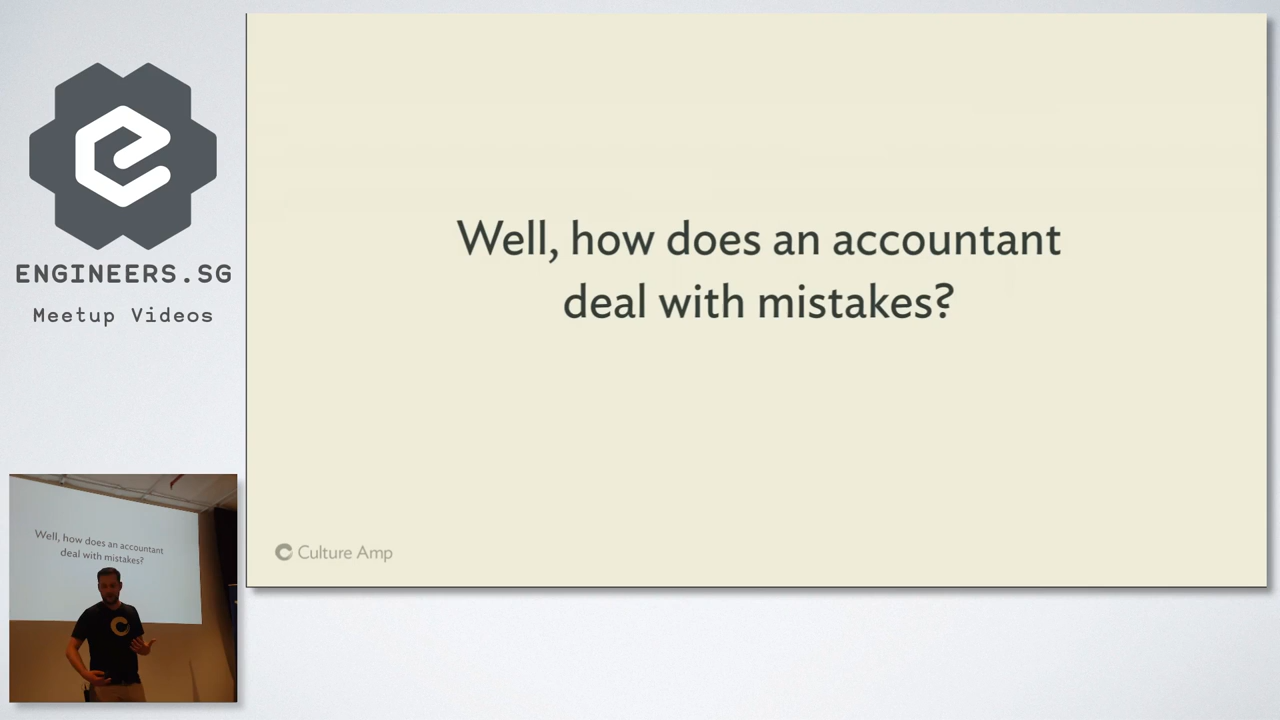 ENGINEERS.SG
Meetup Videos
Well, how does an accountant
deal with mistakes?
Culture Amp
Well, how does an accountant
deal with mistakes?